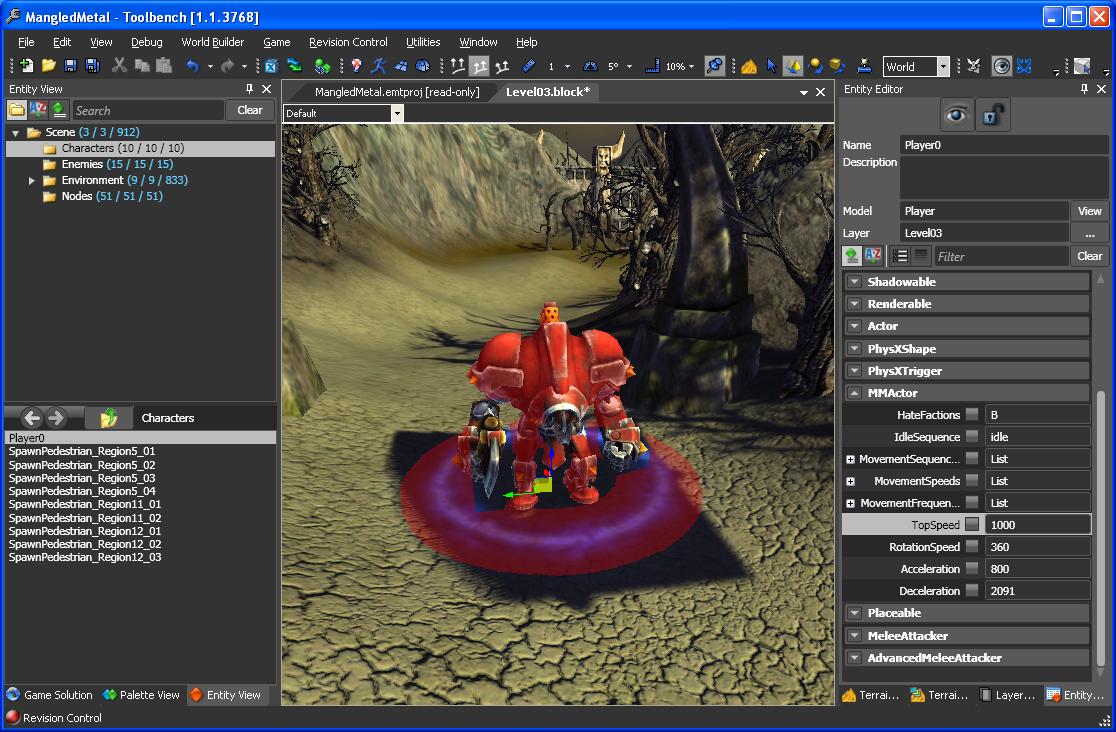 MangledMetal - Toolbench [1.1.3768]
File Edit View Debug World Builder Game Revision Control Utilities Window Help
1 5° 10% World
Entity View
Search Clear
Scene (3 / 3 / 912)
Characters (10 / 10 / 10)
Enemies (15 / 15 / 15)
Environment (9 / 9 / 833)
Nodes (51 / 51 / 51)
Characters
Player0
SpawnPedestrian_Region5_01
SpawnPedestrian_Region5_02
SpawnPedestrian_Region5_03
SpawnPedestrian_Region5_04
SpawnPedestrian_Region11_01
SpawnPedestrian_Region11_02
SpawnPedestrian_Region12_01
SpawnPedestrian_Region12_02
SpawnPedestrian_Region12_03
Game Solution Palette View Entity View
Revision Control
MangledMetal.emtproj [read-only] Level03.block*
Default
Entity Editor
Name Player0
Description
Model Player View
Layer Level03 ...
Filter Clear
Shadowable
Renderable
Actor
PhysXShape
PhysXTrigger
MMActor
HateFactions B
IdleSequence idle
MovementSequenc... List
MovementSpeeds List
MovementFrequen... List
TopSpeed 1000
RotationSpeed 360
Acceleration 800
Deceleration 2091
Placeable
MeleeAttacker
AdvancedMeleeAttacker
Terrai... Terrai... Layer... Entity...